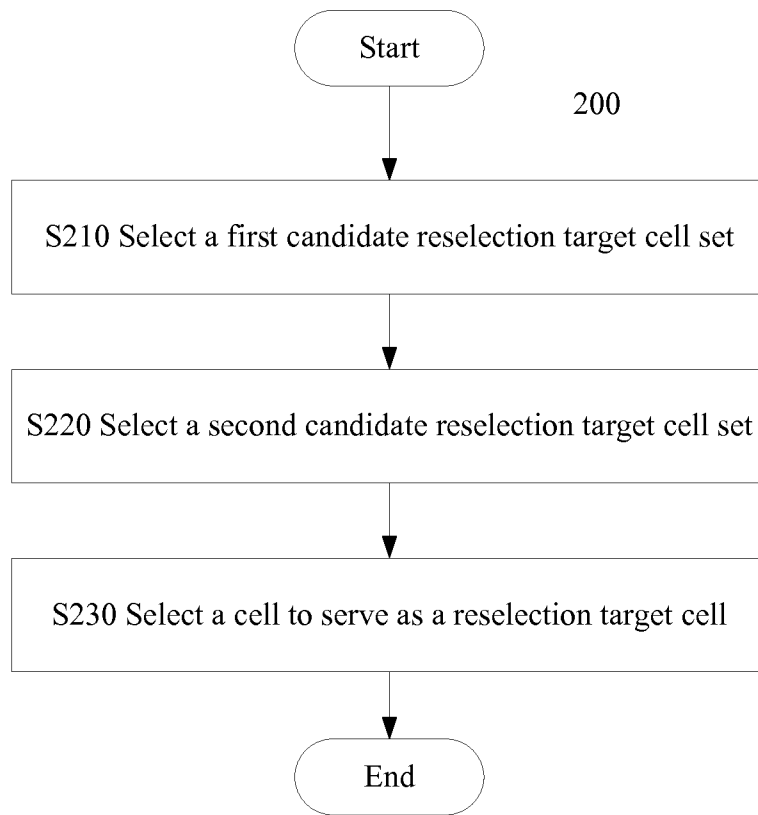 Start
200
S210 Select a first candidate reselection target cell set
S220 Select a second candidate reselection target cell set
S230 Select a cell to serve as a reselection target cell
End